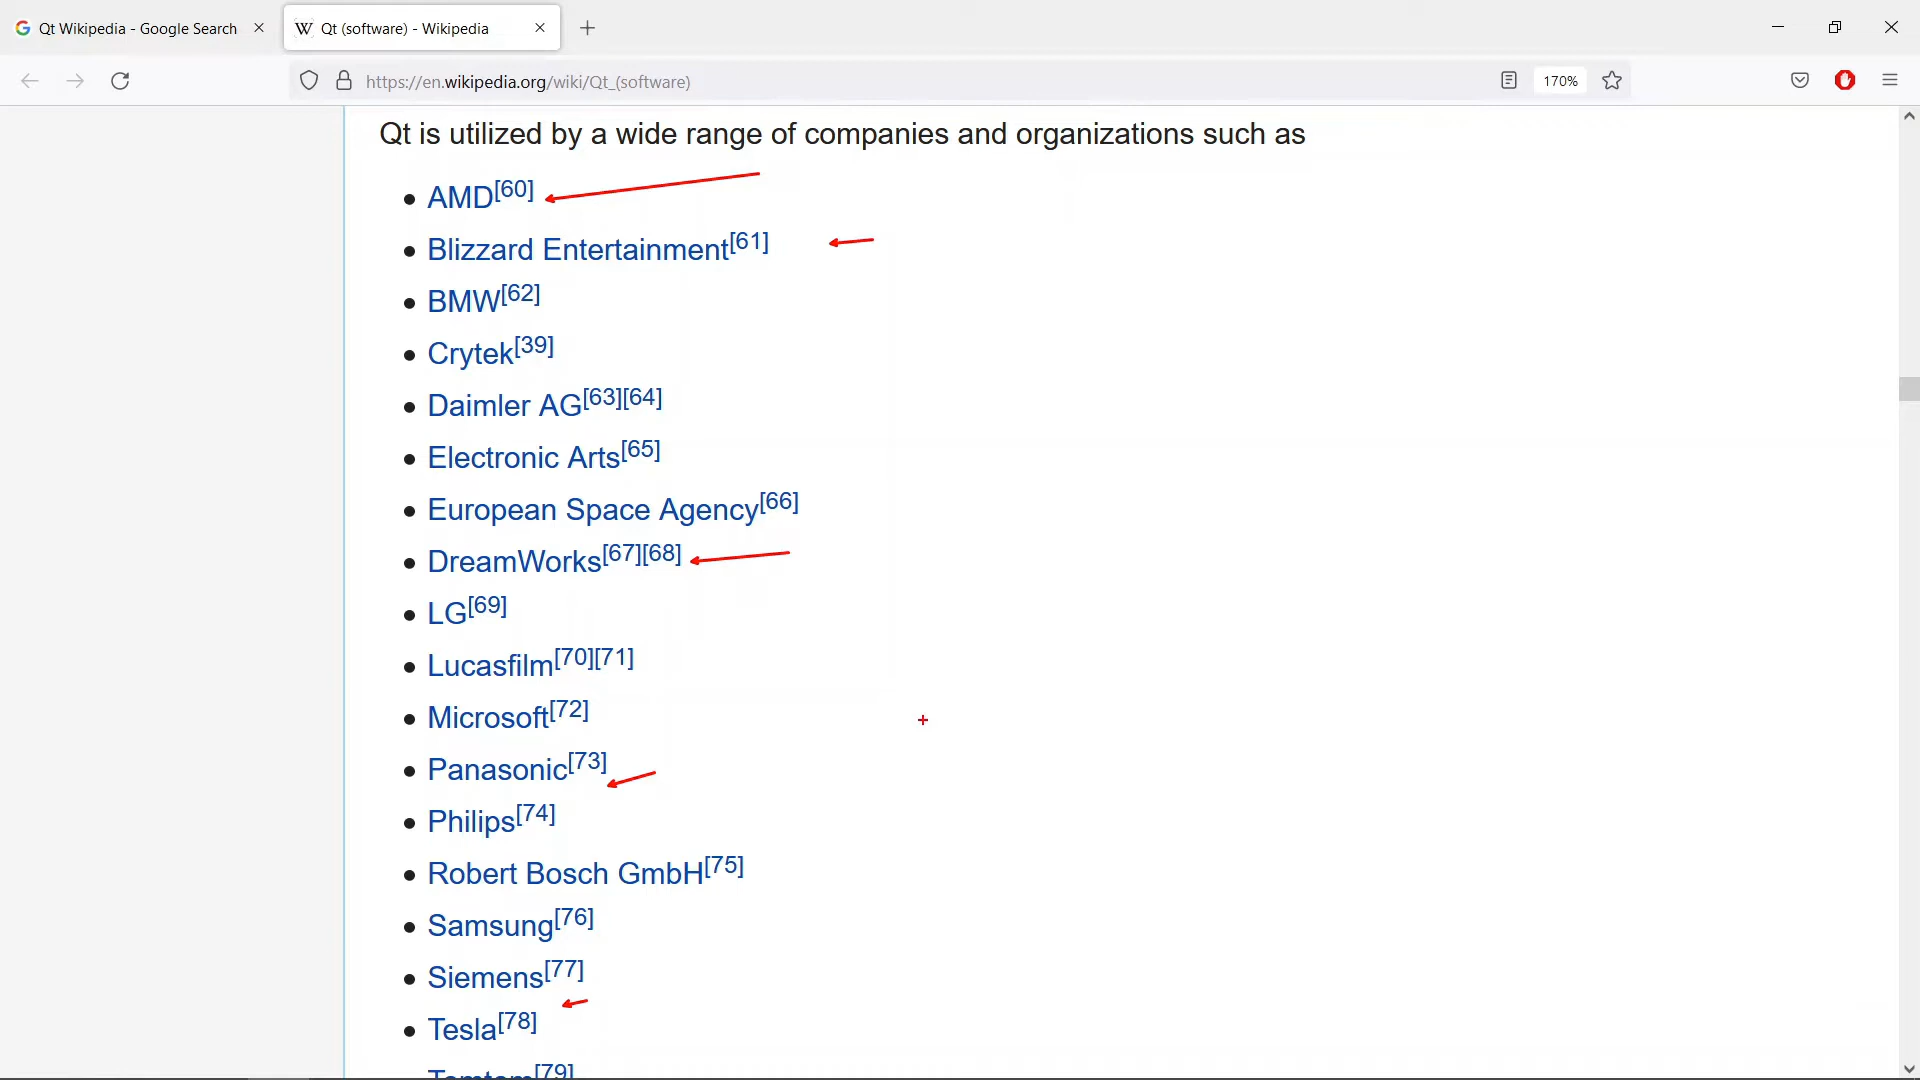 Qt Wikipedia - Google Search
Qt (software) - Wikipedia
https://en.wikipedia.org/wiki/Qt_(software)
170%
Qt is utilized by a wide range of companies and organizations such as
AMD[60]
Blizzard Entertainment[61]
BMW[62]
Crytek[39]
Daimler AG[63][64]
Electronic Arts[65]
European Space Agency[66]
DreamWorks[67][68]
LG[69]
Lucasfilm[70][71]
Microsoft[72]
Panasonic[73]
Philips[74]
Robert Bosch GmbH[75]
Samsung[76]
Siemens[77]
Tesla[78]
Tomtom[79]